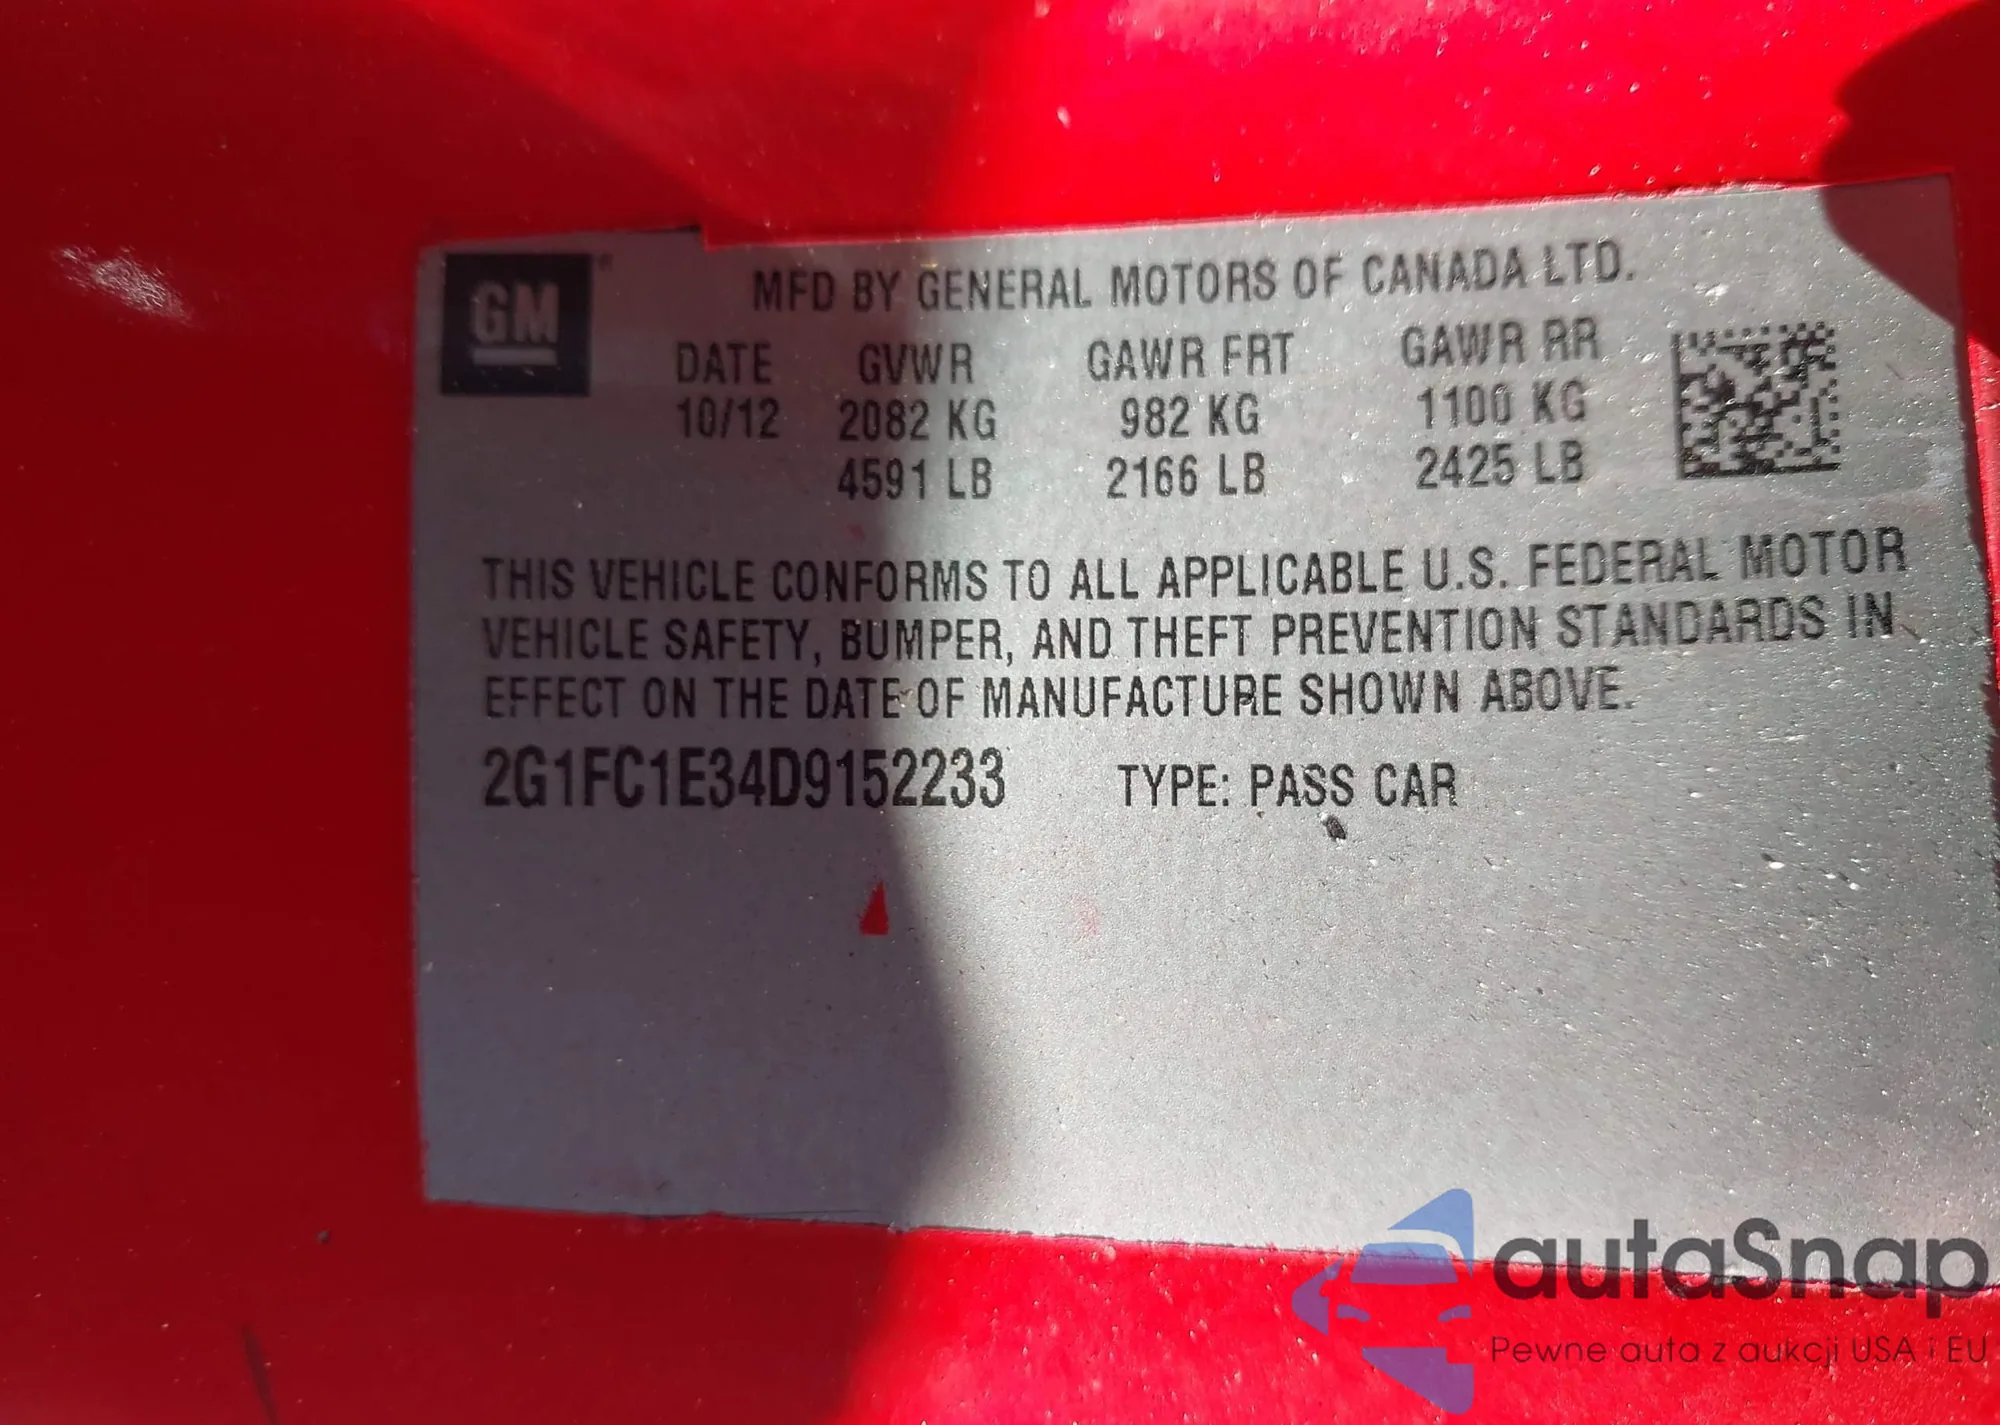 GM
MFD BY GENERAL MOTORS OF CANADA LTD.
DATE GVWR GAWR FRT GAWR RR
10/12 2082 KG 982 KG 1100 KG
4591 LB 2166 LB 2425 LB
THIS VEHICLE CONFORMS TO ALL APPLICABLE U.S. FEDERAL MOTOR
VEHICLE SAFETY, BUMPER, AND THEFT PREVENTION STANDARDS IN
EFFECT ON THE DATE OF MANUFACTURE SHOWN ABOVE.
2G1FC1E34D9152233 TYPE: PASS CAR
autaSnap
Pewne auta z aukcji USA i EU